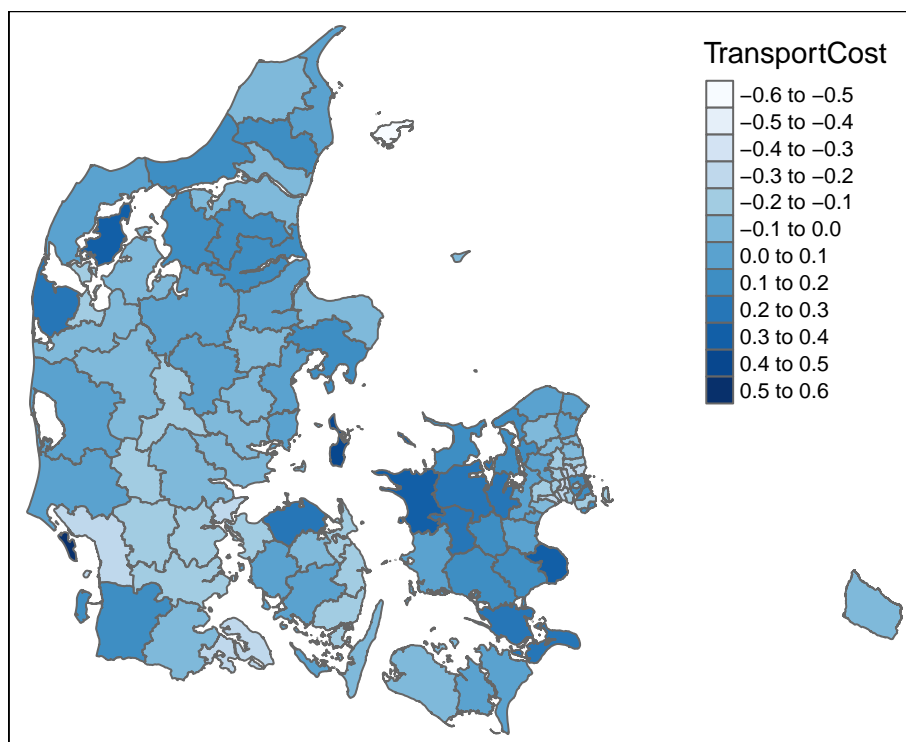 TransportCost
−0.6 to −0.5
−0.5 to −0.4
−0.4 to −0.3
−0.3 to −0.2
−0.2 to −0.1
−0.1 to 0.0
0.0 to 0.1
0.1 to 0.2
0.2 to 0.3
0.3 to 0.4
0.4 to 0.5
0.5 to 0.6